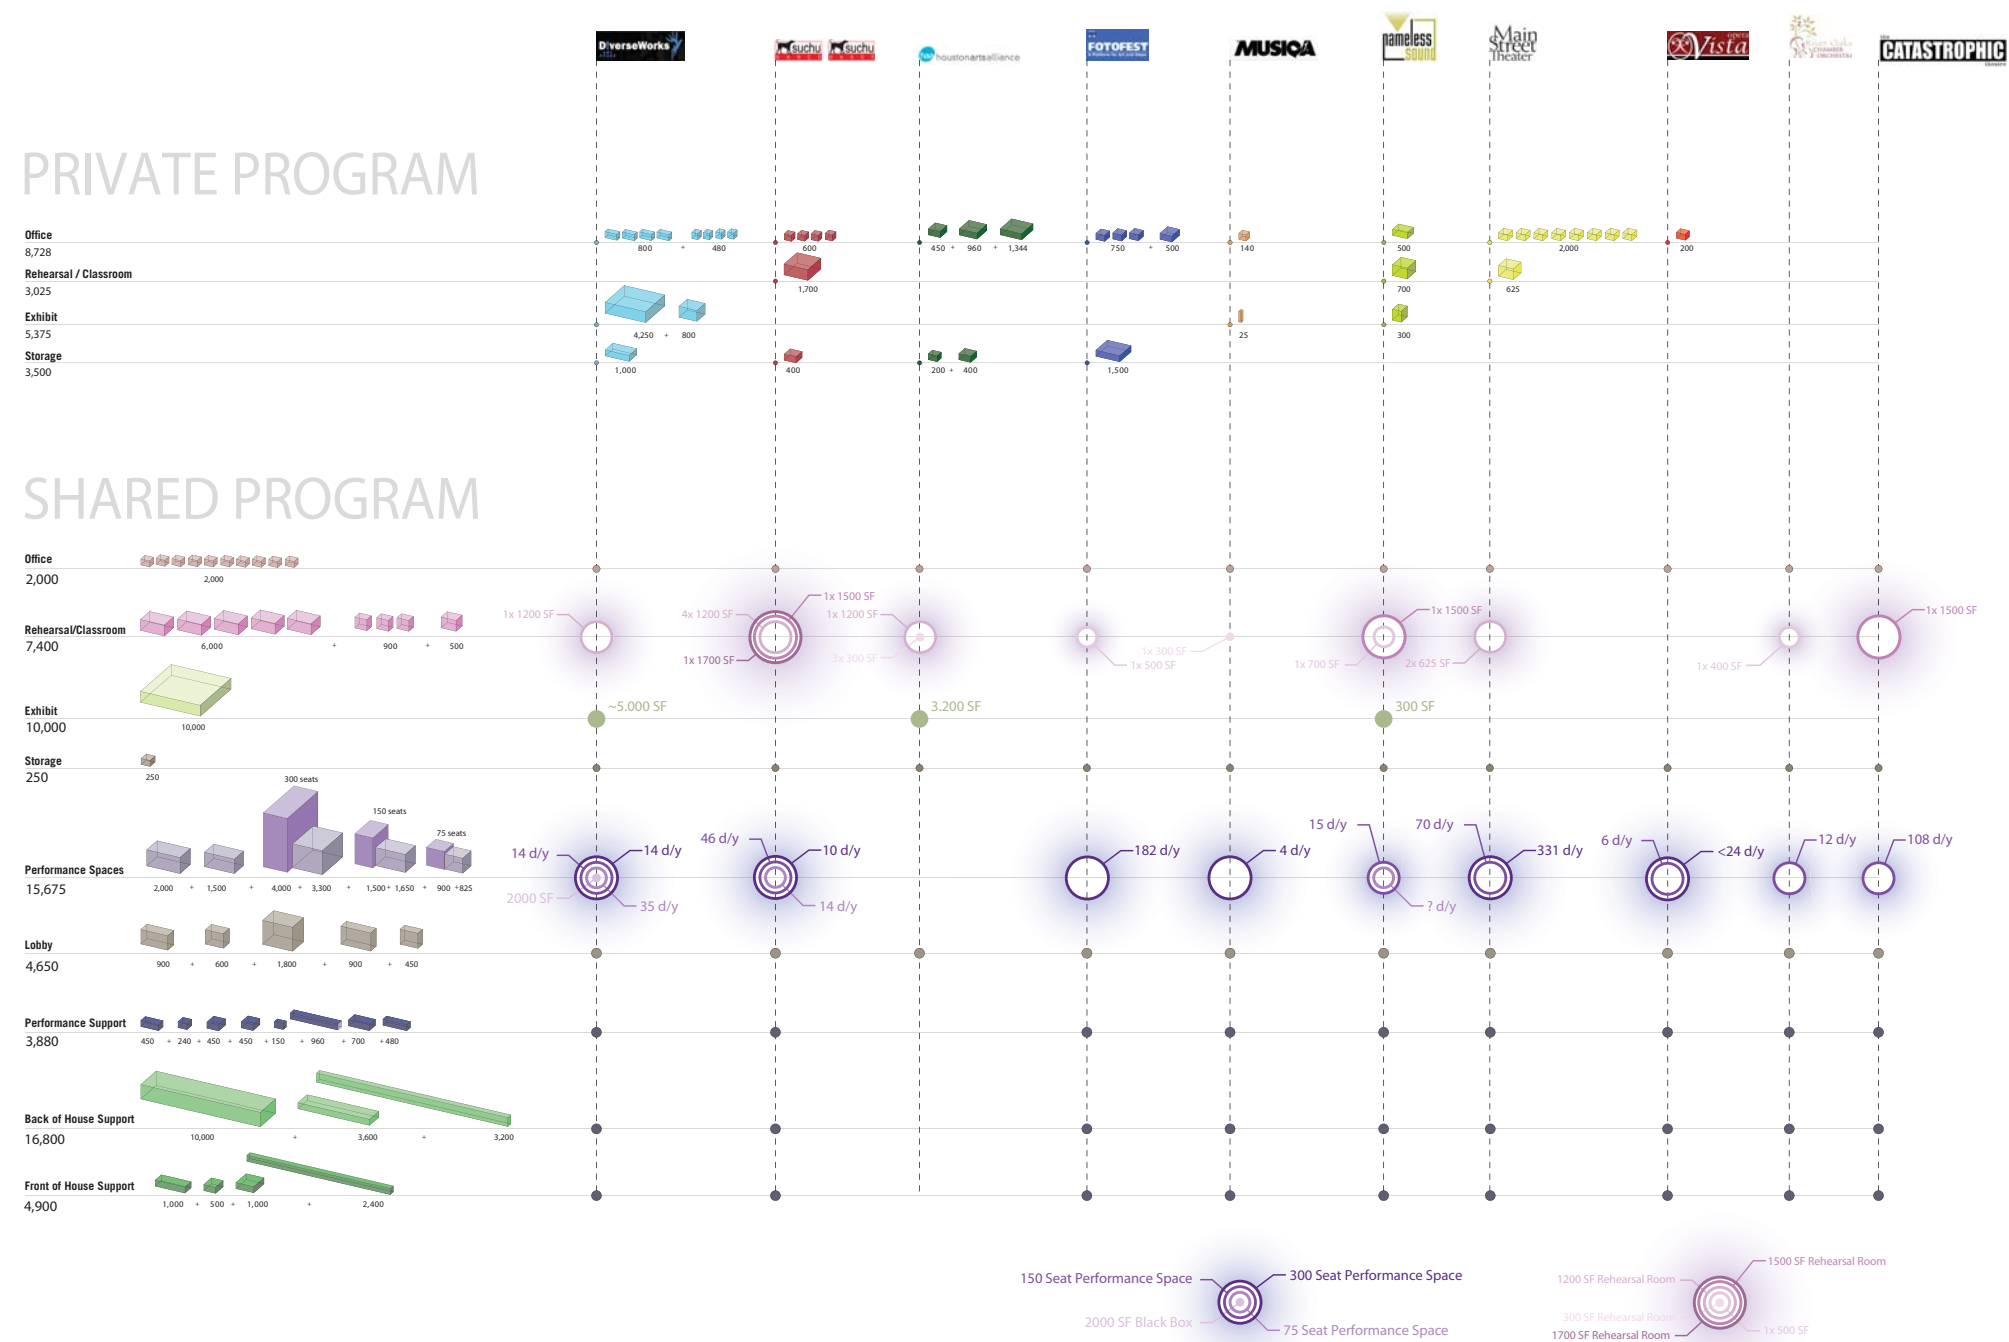 DiverseWorks
suchu suchu
houstonartsalliance
FOTOFEST
MUSIQA
nameless sound
Main Street Theater
opera Vista
CHAMBER ORCHESTRA
the CATASTROPHIC theatre
PRIVATE PROGRAM
Office
8,728
800 + 480
600
450 + 960 + 1,344
750 + 500
140
500
2,000
200
Rehearsal / Classroom
3,025
1,700
700
625
Exhibit
5,375
4,250 + 800
25
300
Storage
3,500
1,000
400
200 + 400
1,500
SHARED PROGRAM
Office
2,000
2,000
Rehearsal/Classroom
7,400
6,000 + 900 + 500
1x 1200 SF
4x 1200 SF
1x 1500 SF
1x 1700 SF
1x 1200 SF
3x 300 SF
1x 500 SF
1x 300 SF
1x 1500 SF
1x 700 SF
2x 625 SF
1x 400 SF
1x 1500 SF
Exhibit
10,000
10,000
~5.000 SF
3.200 SF
300 SF
Storage
250
250
300 seats
150 seats
75 seats
Performance Spaces
15,675
2,000 + 1,500 + 4,000 + 3,300 + 1,500 + 1,650 + 900 + 825
14 d/y
14 d/y
2000 SF
35 d/y
46 d/y
10 d/y
14 d/y
182 d/y
4 d/y
15 d/y
? d/y
70 d/y
331 d/y
6 d/y
<24 d/y
12 d/y
108 d/y
Lobby
4,650
900 + 600 + 1,800 + 900 + 450
Performance Support
3,880
450 + 240 + 450 + 450 + 150 + 960 + 700 + 480
Back of House Support
16,800
10,000 + 3,600 + 3,200
Front of House Support
4,900
1,000 + 500 + 1,000 + 2,400
150 Seat Performance Space
300 Seat Performance Space
2000 SF Black Box
75 Seat Performance Space
1500 SF Rehearsal Room
1200 SF Rehearsal Room
300 SF Rehearsal Room
1x 500 SF
1700 SF Rehearsal Room